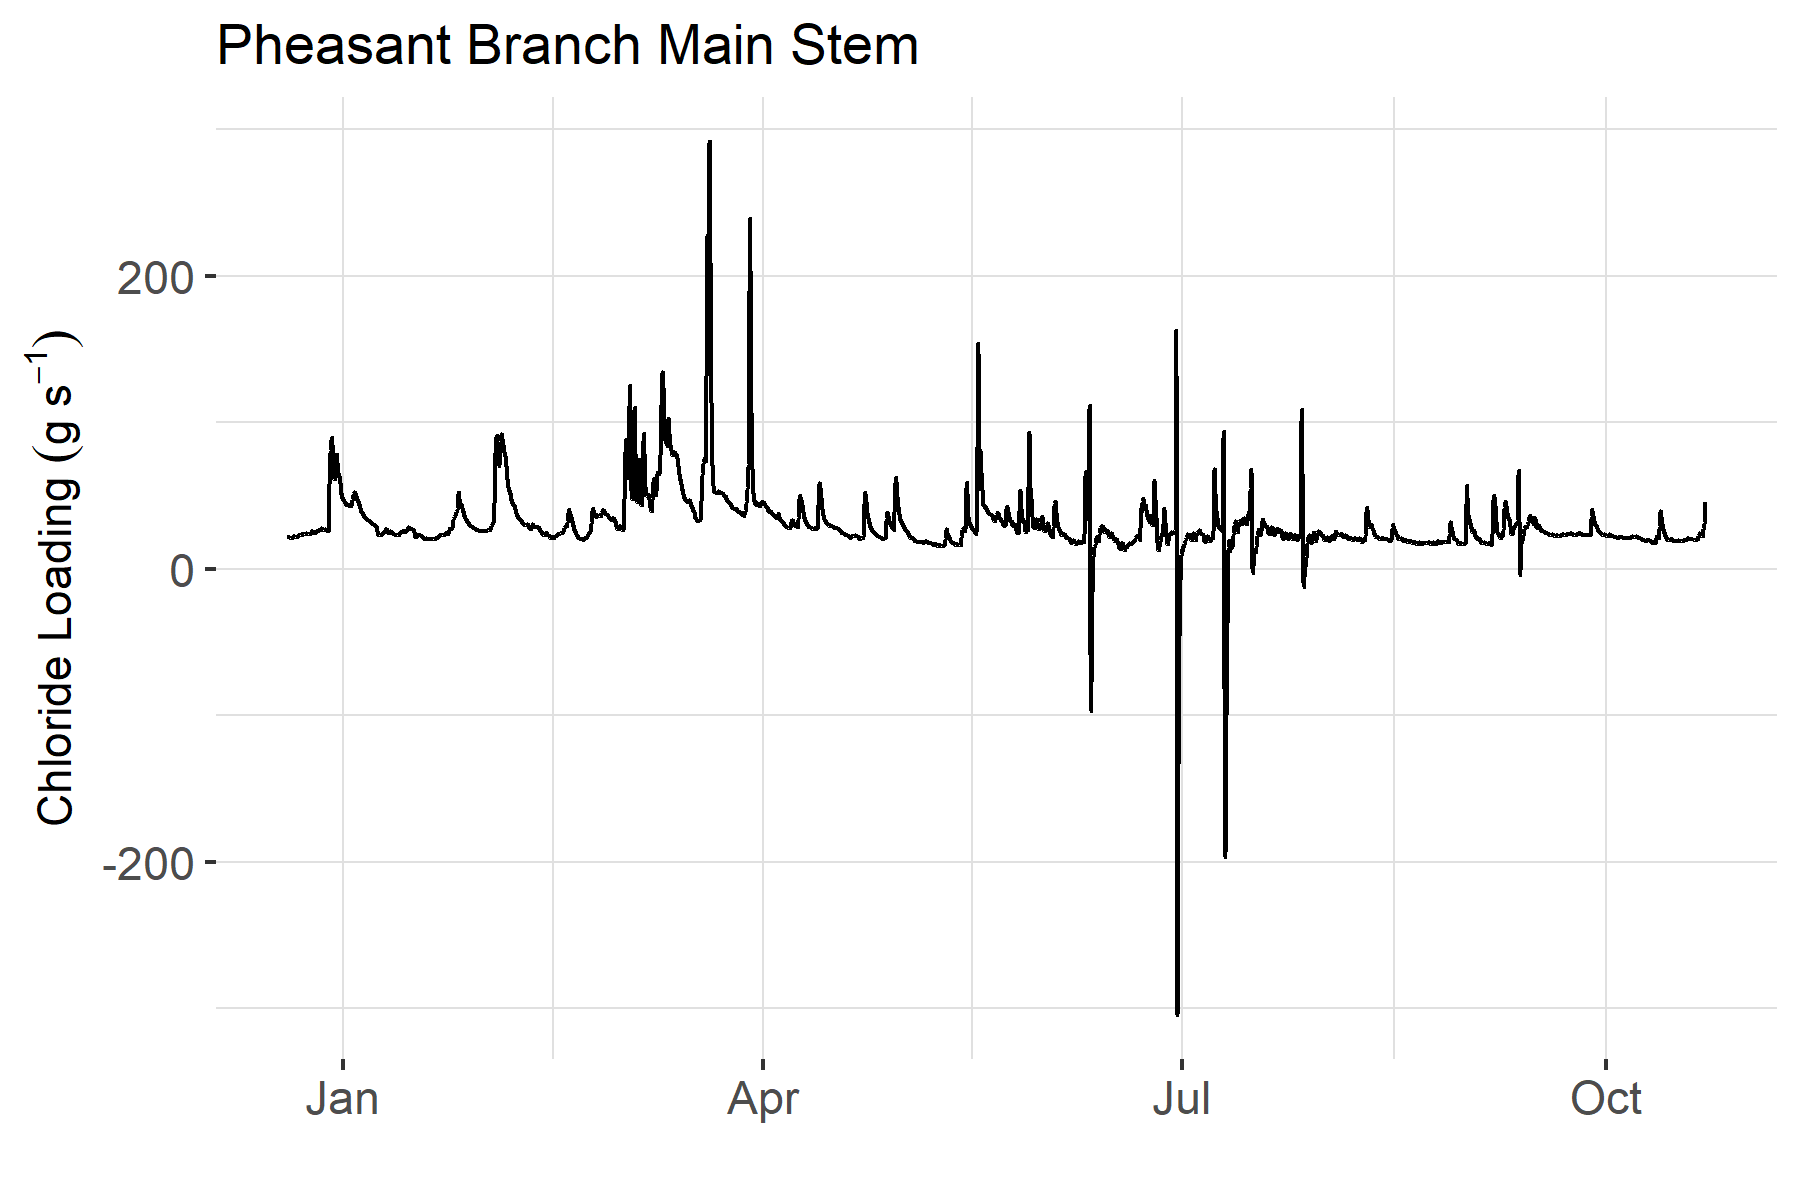 Pheasant Branch Main Stem
Chloride Loading (g s⁻¹)
200
0
-200
Jan Apr Jul Oct